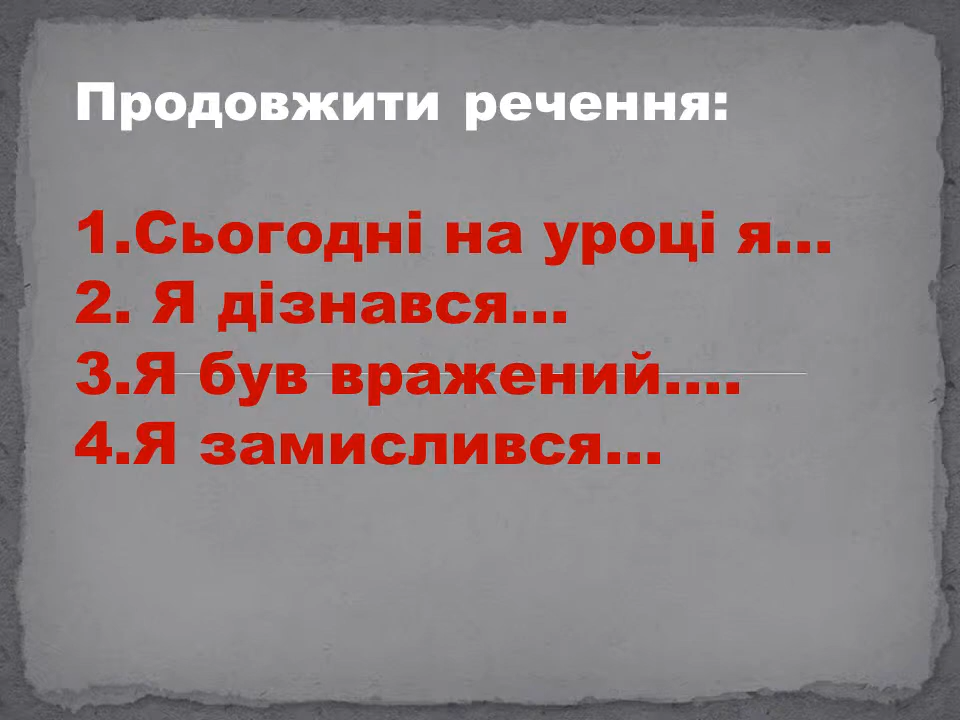 Продовжити речення:
1.Сьогодні на уроці я...
2. Я дізнався...
3.Я був вражений....
4.Я замислився...